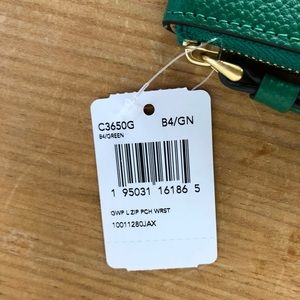 C3650G B4/GN
B4/GREEN
1 95031 16186 5
GWP L ZIP PCH WRST
10011280JAX